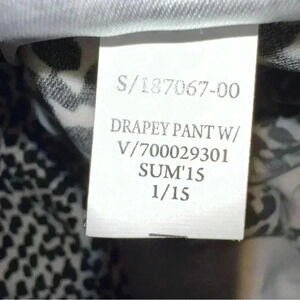 S/187067-00
DRAPEY PANT W/
V/700029301
SUM'15
1/15